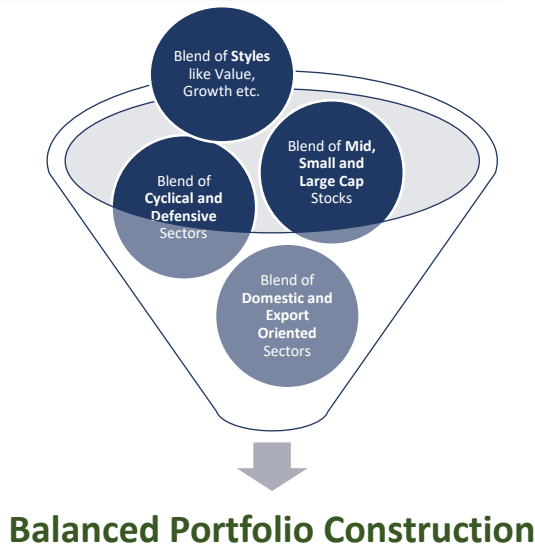 Blend of Styles
like Value,
Growth etc.
Blend of Mid,
Small and
Large Cap
Stocks
Blend of
Cyclical and
Defensive
Sectors
Blend of
Domestic and
Export
Oriented
Sectors
Balanced Portfolio Construction